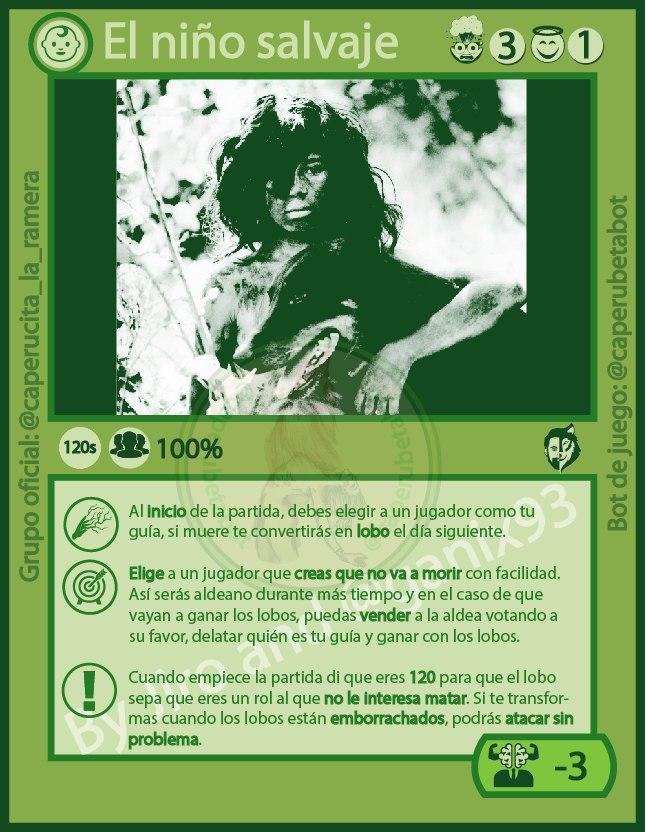 El niño salvaje
3
1
Grupo oficial: @caperucita_la_ramera
Bot de juego: @caperubetabot
120s
100%
Al inicio de la partida, debes elegir a un jugador como tu
guía, si muere te convertirás en lobo el día siguiente.
Elige a un jugador que creas que no va a morir con facilidad.
Así serás aldeano durante más tiempo y en el caso de que
vayan a ganar los lobos, puedas vender a la aldea votando a
su favor, delatar quién es tu guía y ganar con los lobos.
Cuando empiece la partida di que eres 120 para que el lobo
sepa que eres un rol al que no le interesa matar. Si te transfor-
mas cuando los lobos están emborrachados, podrás atacar sin
problema.
By Jiro and @ganix93
-3